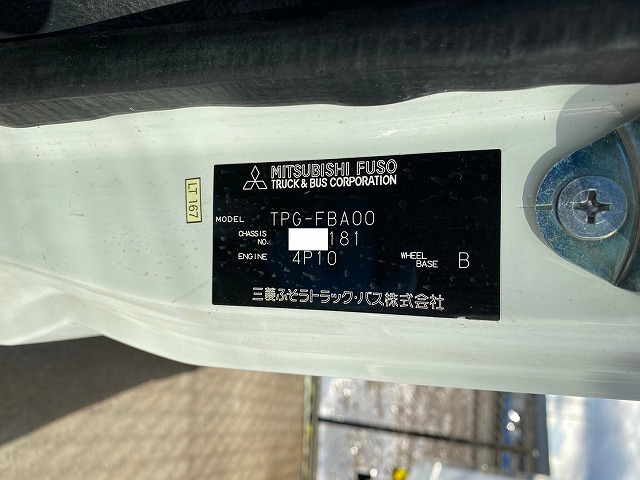 MITSUBISHI FUSO
TRUCK & BUS CORPORATION
MODEL TPG-FBA00
CHASSIS NO. 181
ENGINE 4P10 WHEEL BASE B
三菱ふそうトラック・バス株式会社
LT167